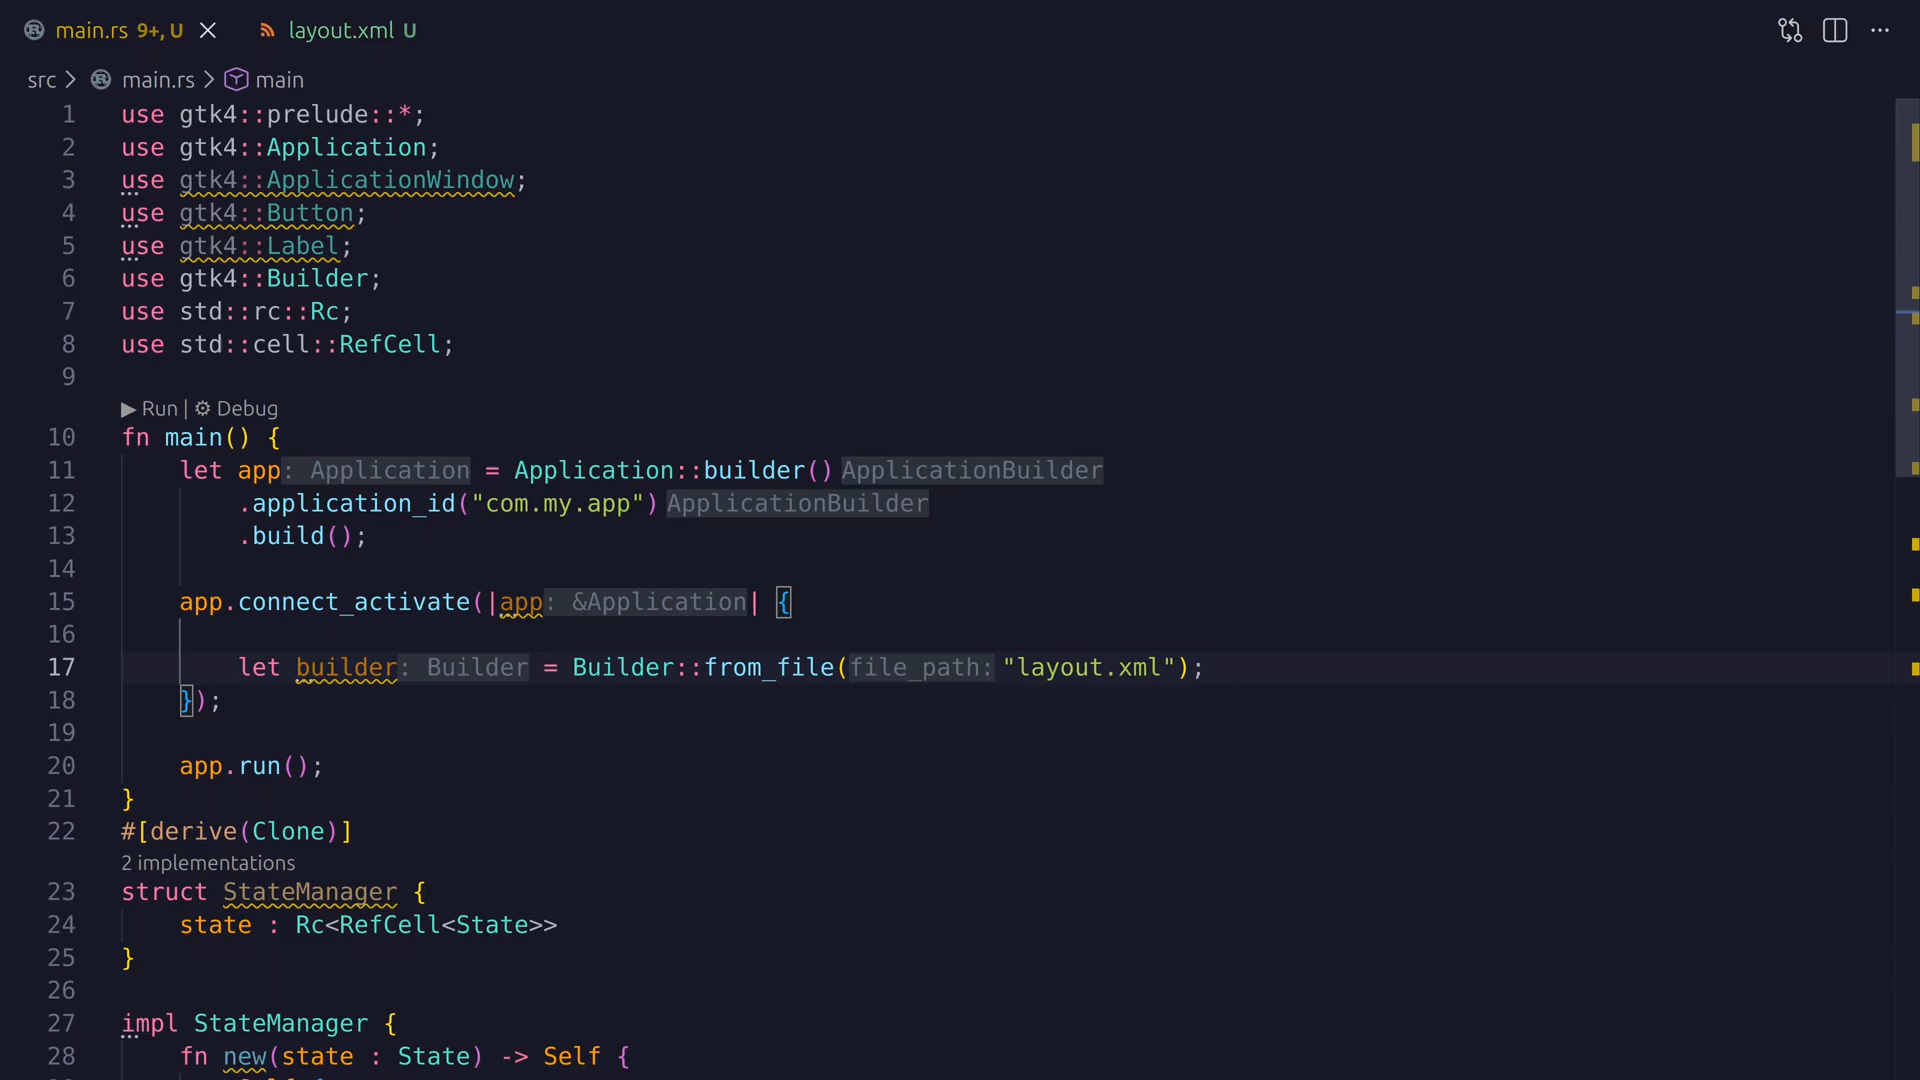 main.rs 9+, U
layout.xml U
src > main.rs > main
1 use gtk4::prelude::*;
2 use gtk4::Application;
3 use gtk4::ApplicationWindow;
4 use gtk4::Button;
5 use gtk4::Label;
6 use gtk4::Builder;
7 use std::rc::Rc;
8 use std::cell::RefCell;
9
▶ Run | ⚙ Debug
10 fn main() {
11     let app: Application = Application::builder() ApplicationBuilder
12         .application_id("com.my.app") ApplicationBuilder
13         .build();
14
15     app.connect_activate(|app: &Application| {
16
17         let builder: Builder = Builder::from_file(file_path: "layout.xml");
18     });
19
20     app.run();
21 }
22 #[derive(Clone)]
2 implementations
23 struct StateManager {
24     state : Rc<RefCell<State>>
25 }
26
27 impl StateManager {
28     fn new(state : State) -> Self {